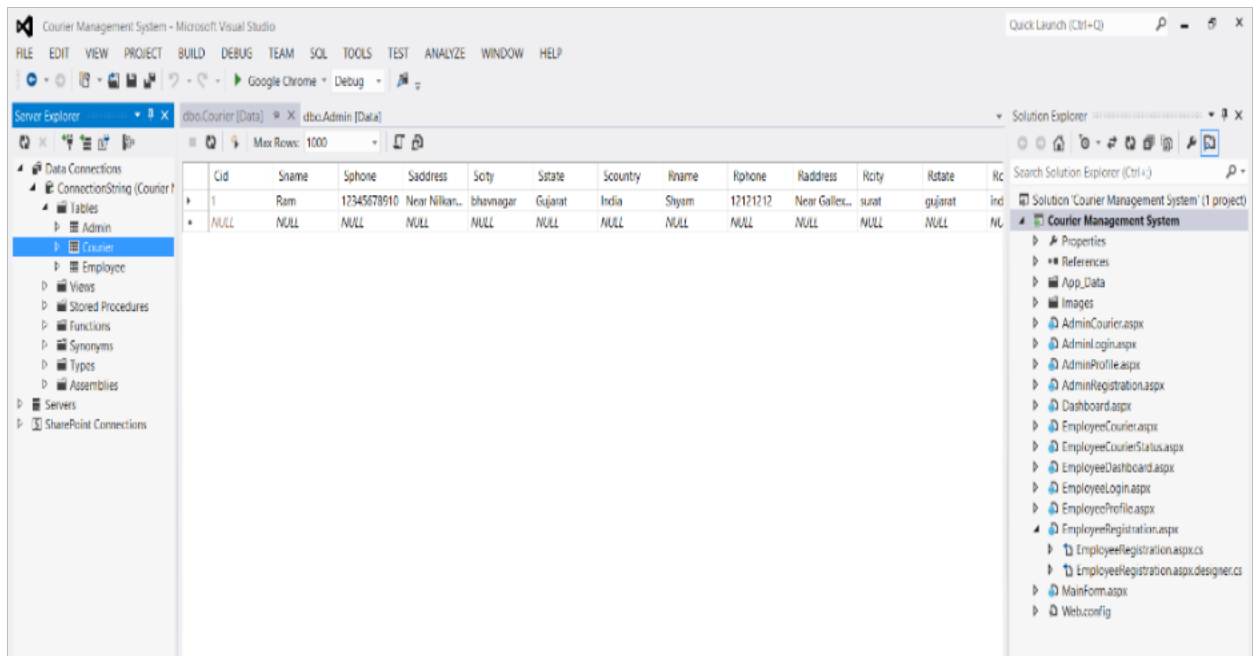 Courier Management System - Microsoft Visual Studio
Quick Launch (Ctrl+Q)
FILE EDIT VIEW PROJECT BUILD DEBUG TEAM SQL TOOLS TEST ANALYZE WINDOW HELP
Google Chrome Debug
Server Explorer
Data Connections
ConnectionString (Courier M
Tables
Admin
Courier
Employee
Views
Stored Procedures
Functions
Synonyms
Types
Assemblies
Servers
SharePoint Connections
dbo.Courier [Data] dbo.Admin [Data]
Max Rows: 1000
Cid Sname Sphone Saddress Scity Sstate Scountry Rname Rphone Raddress Rcity Rstate Rc
1 Ram 12345678910 Near Nilkan... bhavnagar Gujarat India Shyam 12121212 Near Gallex... surat gujarat ind
NULL NULL NULL NULL NULL NULL NULL NULL NULL NULL NULL NULL NU
Solution Explorer
Search Solution Explorer (Ctrl+;)
Solution 'Courier Management System' (1 project)
Courier Management System
Properties
References
App_Data
Images
AdminCourier.aspx
AdminLogin.aspx
AdminProfile.aspx
AdminRegistration.aspx
Dashboard.aspx
EmployeeCourier.aspx
EmployeeCourierStatus.aspx
EmployeeDashboard.aspx
EmployeeLogin.aspx
EmployeeProfile.aspx
EmployeeRegistration.aspx
EmployeeRegistration.aspx.cs
EmployeeRegistration.aspx.designer.cs
MainForm.aspx
Web.config